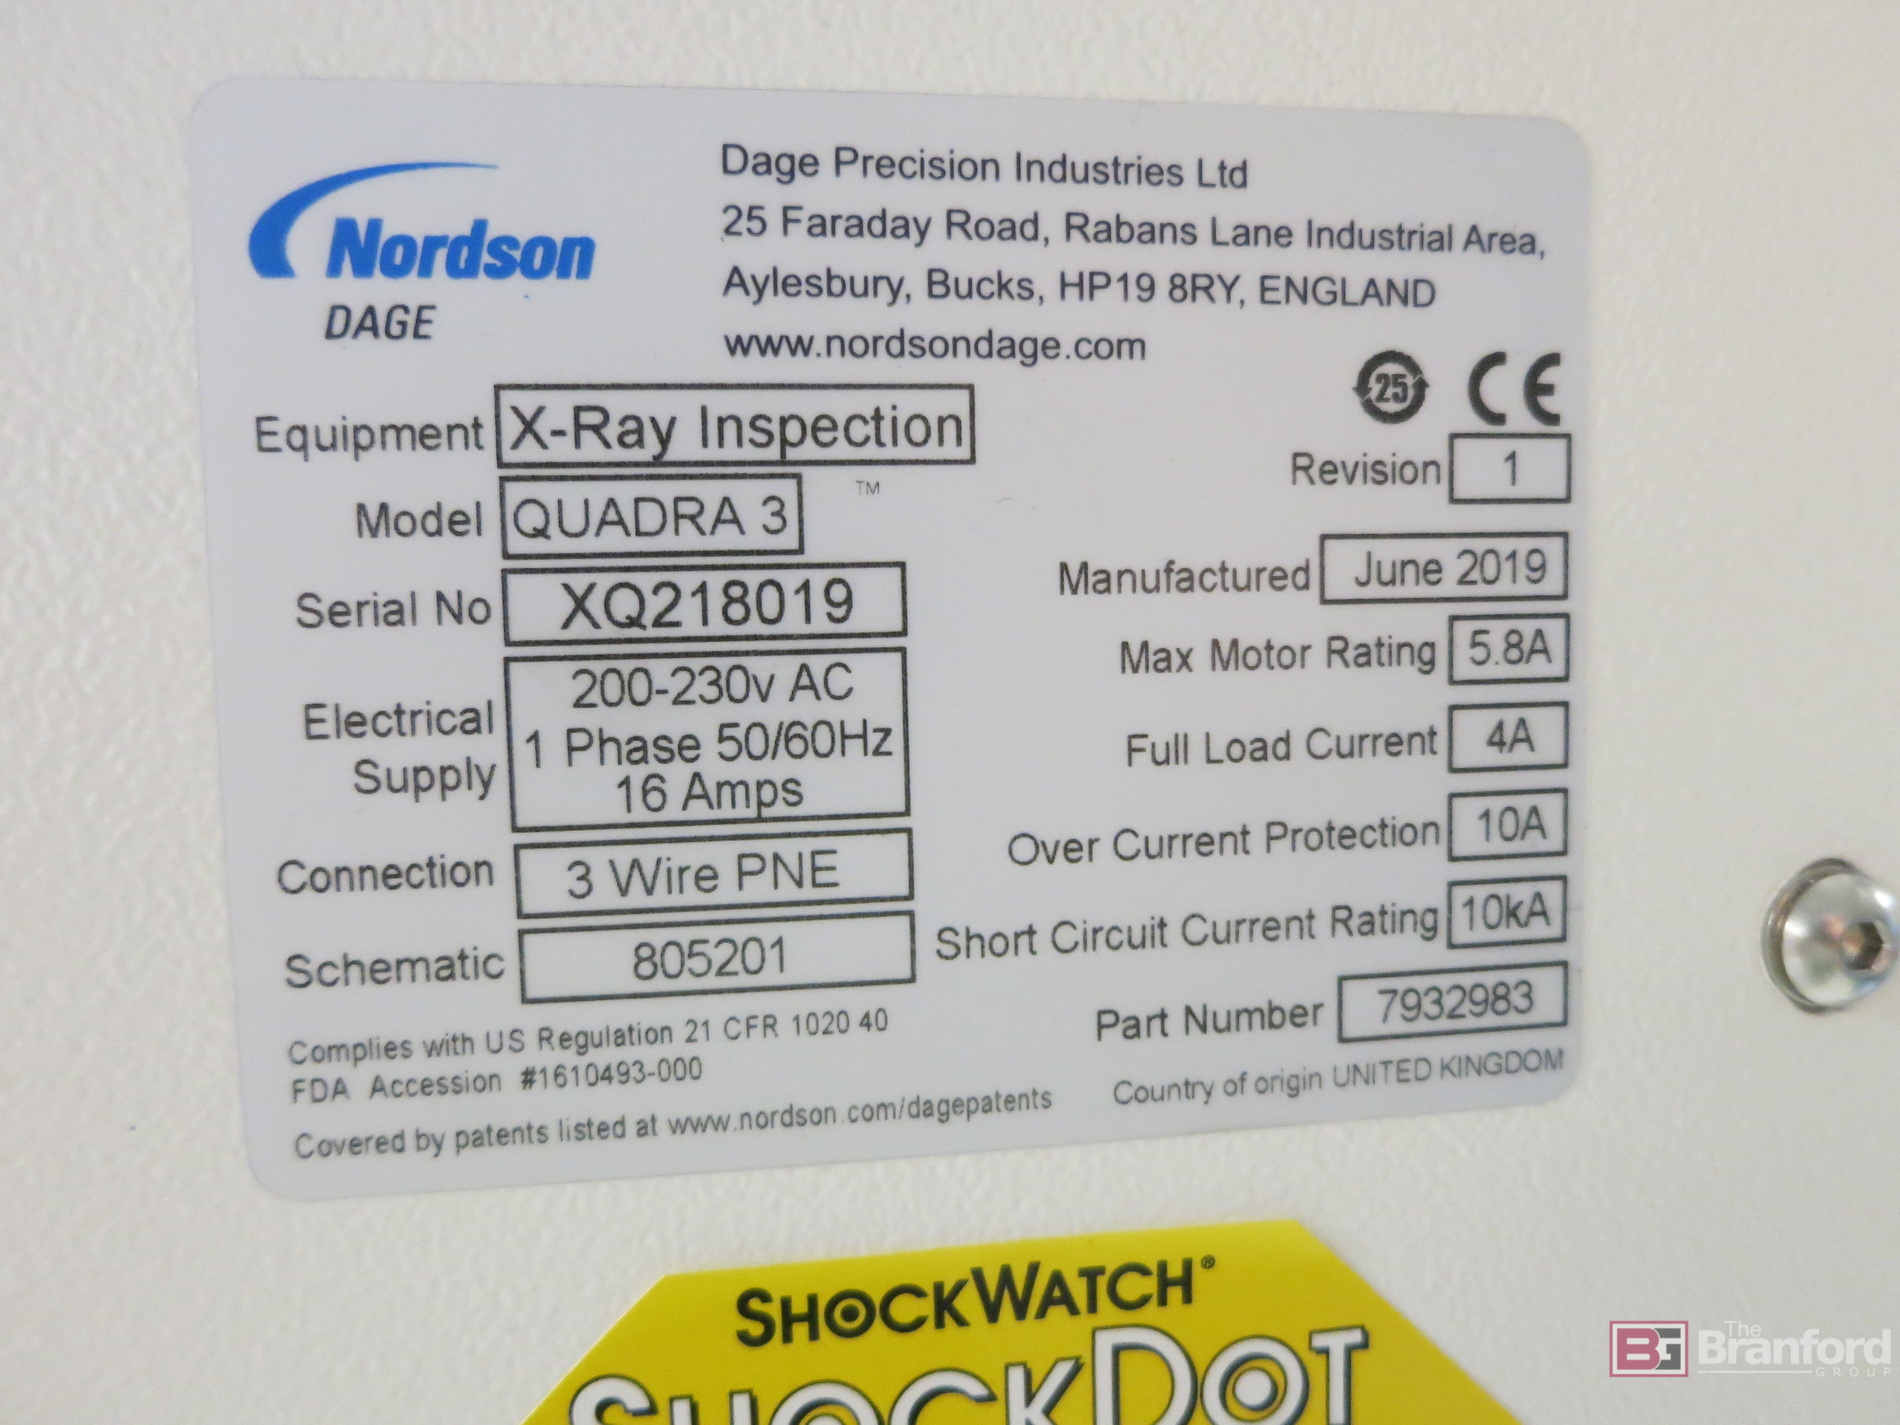 Nordson
DAGE
Dage Precision Industries Ltd
25 Faraday Road, Rabans Lane Industrial Area,
Aylesbury, Bucks, HP19 8RY, ENGLAND
www.nordsondage.com
25 CE
Equipment X-Ray Inspection
Model QUADRA 3 ™
Serial No XQ218019
Electrical Supply
200-230v AC
1 Phase 50/60Hz
16 Amps
Connection 3 Wire PNE
Schematic 805201
Revision 1
Manufactured June 2019
Max Motor Rating 5.8A
Full Load Current 4A
Over Current Protection 10A
Short Circuit Current Rating 10kA
Part Number 7932983
Complies with US Regulation 21 CFR 1020 40
FDA Accession #1610493-000
Covered by patents listed at www.nordson.com/dagepatents
Country of origin UNITED KINGDOM
SHOCKWATCH®
SHOCKDOT
BG The Branford GROUP